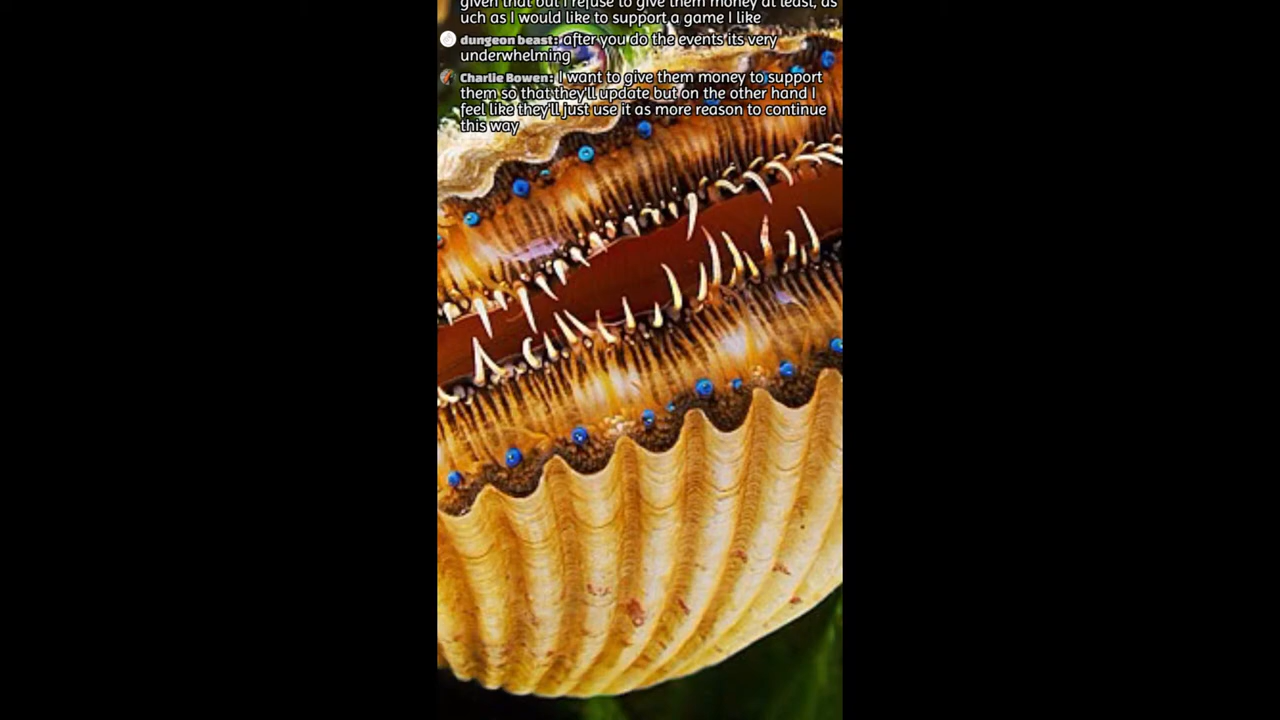 given that but I refuse to give them money at least, as
uch as I would like to support a game I like
dungeon beast: after you do the events its very
underwhelming
Charlie Bowen: I want to give them money to support
them so that they'll update but on the other hand I
feel like they'll just use it as more reason to continue
this way